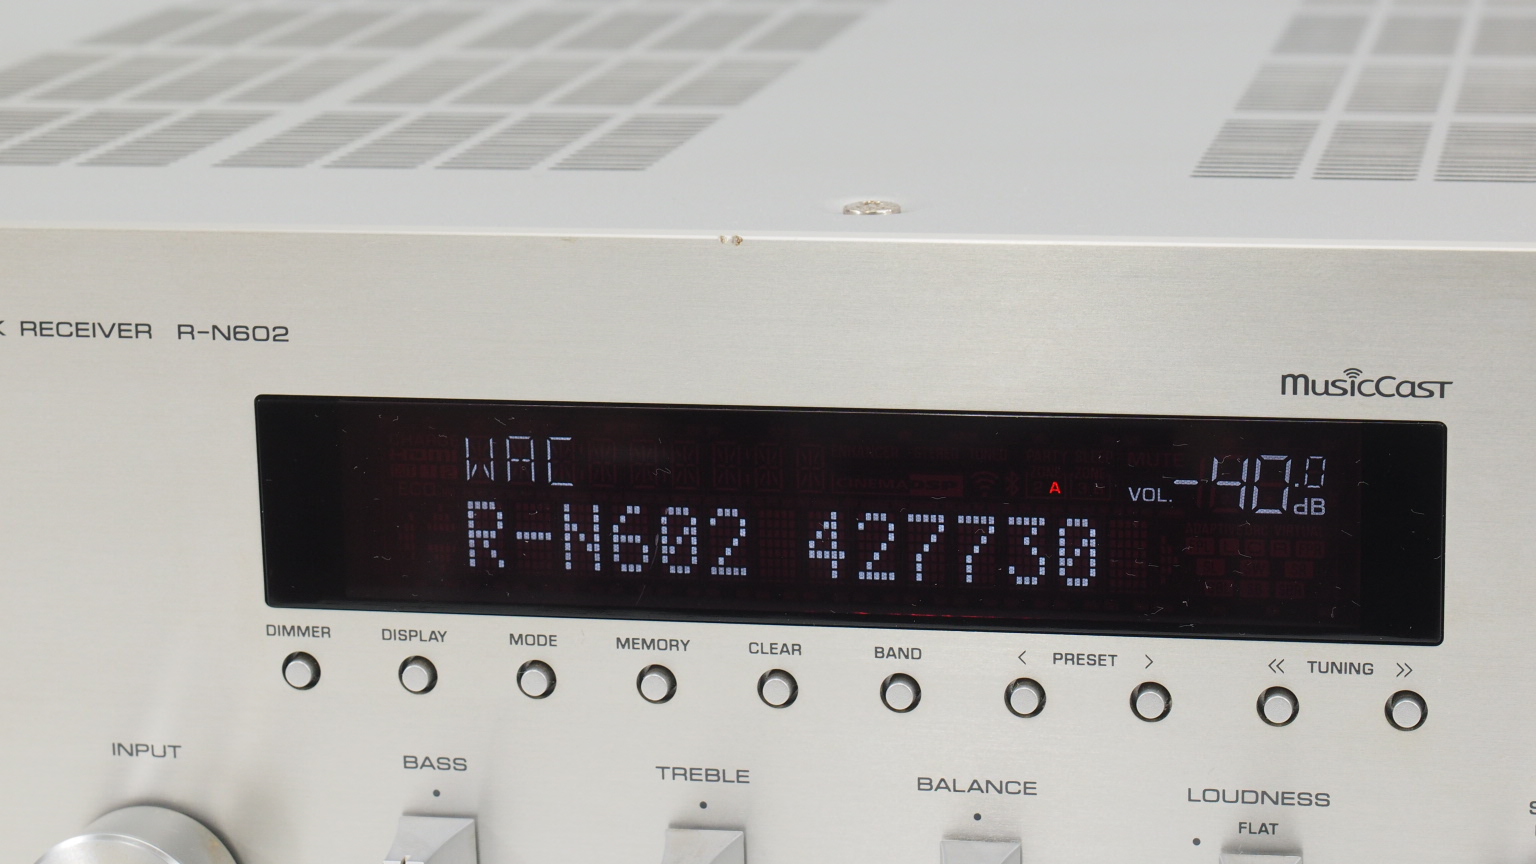 RECEIVER R-N602
MusicCast
WAC
A
VOL. -40.0 dB
R-N602 427730
DIMMER DISPLAY MODE MEMORY CLEAR BAND < PRESET > << TUNING >>
INPUT BASS TREBLE BALANCE LOUDNESS
FLAT